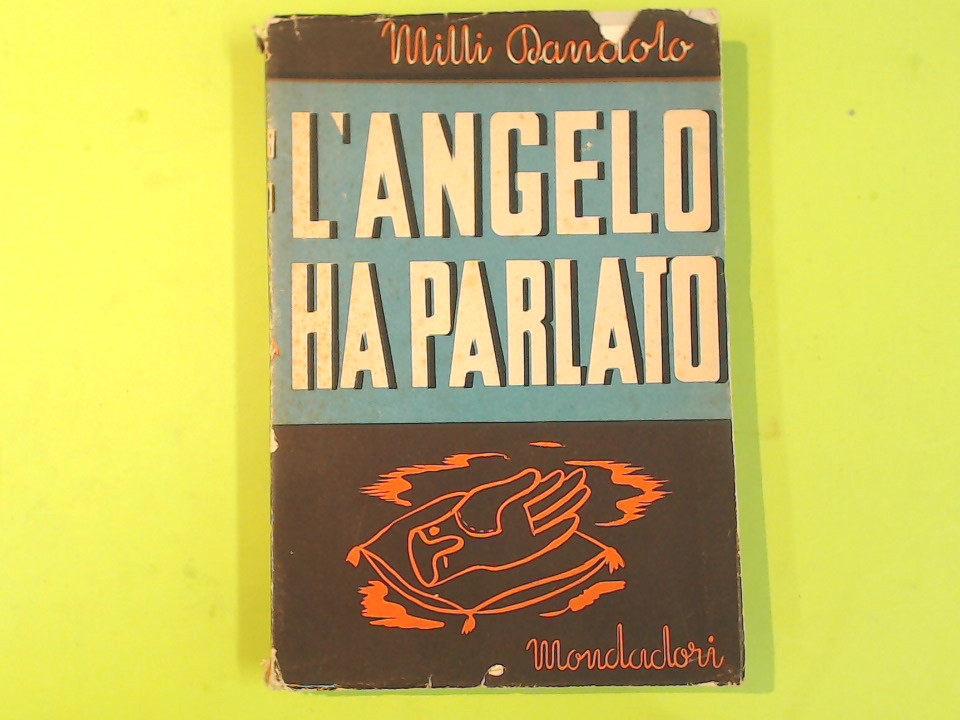 Milli Dandolo
L'ANGELO
HA PARLATO
Mondadori